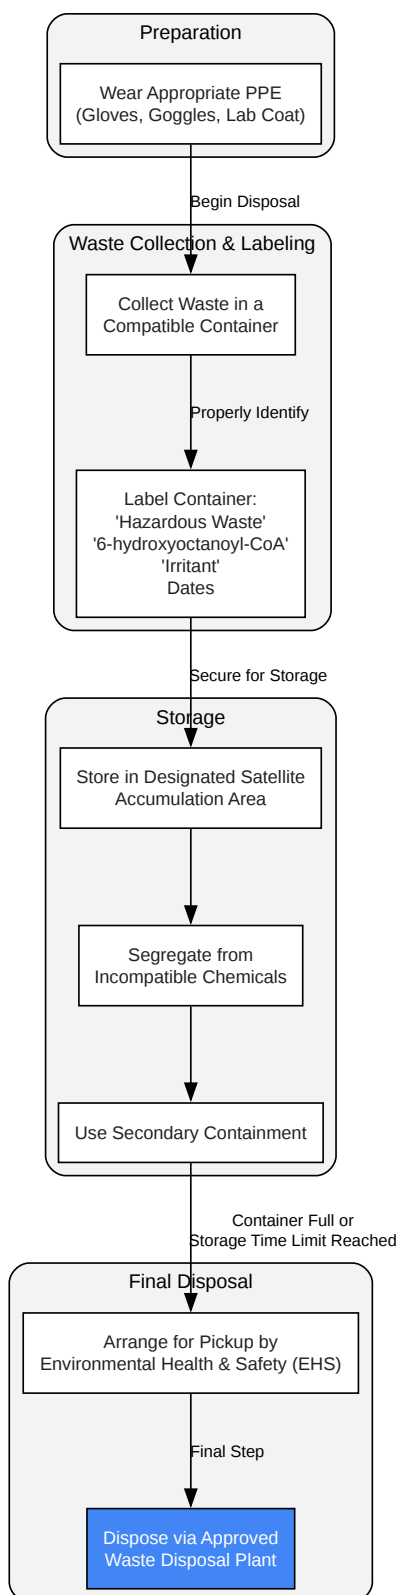 Preparation
Wear Appropriate PPE
(Gloves, Goggles, Lab Coat)
Begin Disposal
Waste Collection & Labeling
Collect Waste in a
Compatible Container
Properly Identify
Label Container:
'Hazardous Waste'
'6-hydroxyoctanoyl-CoA'
'Irritant'
Dates
Secure for Storage
Storage
Store in Designated Satellite
Accumulation Area
Segregate from
Incompatible Chemicals
Use Secondary Containment
Container Full or
Storage Time Limit Reached
Final Disposal
Arrange for Pickup by
Environmental Health & Safety (EHS)
Final Step
Dispose via Approved
Waste Disposal Plant